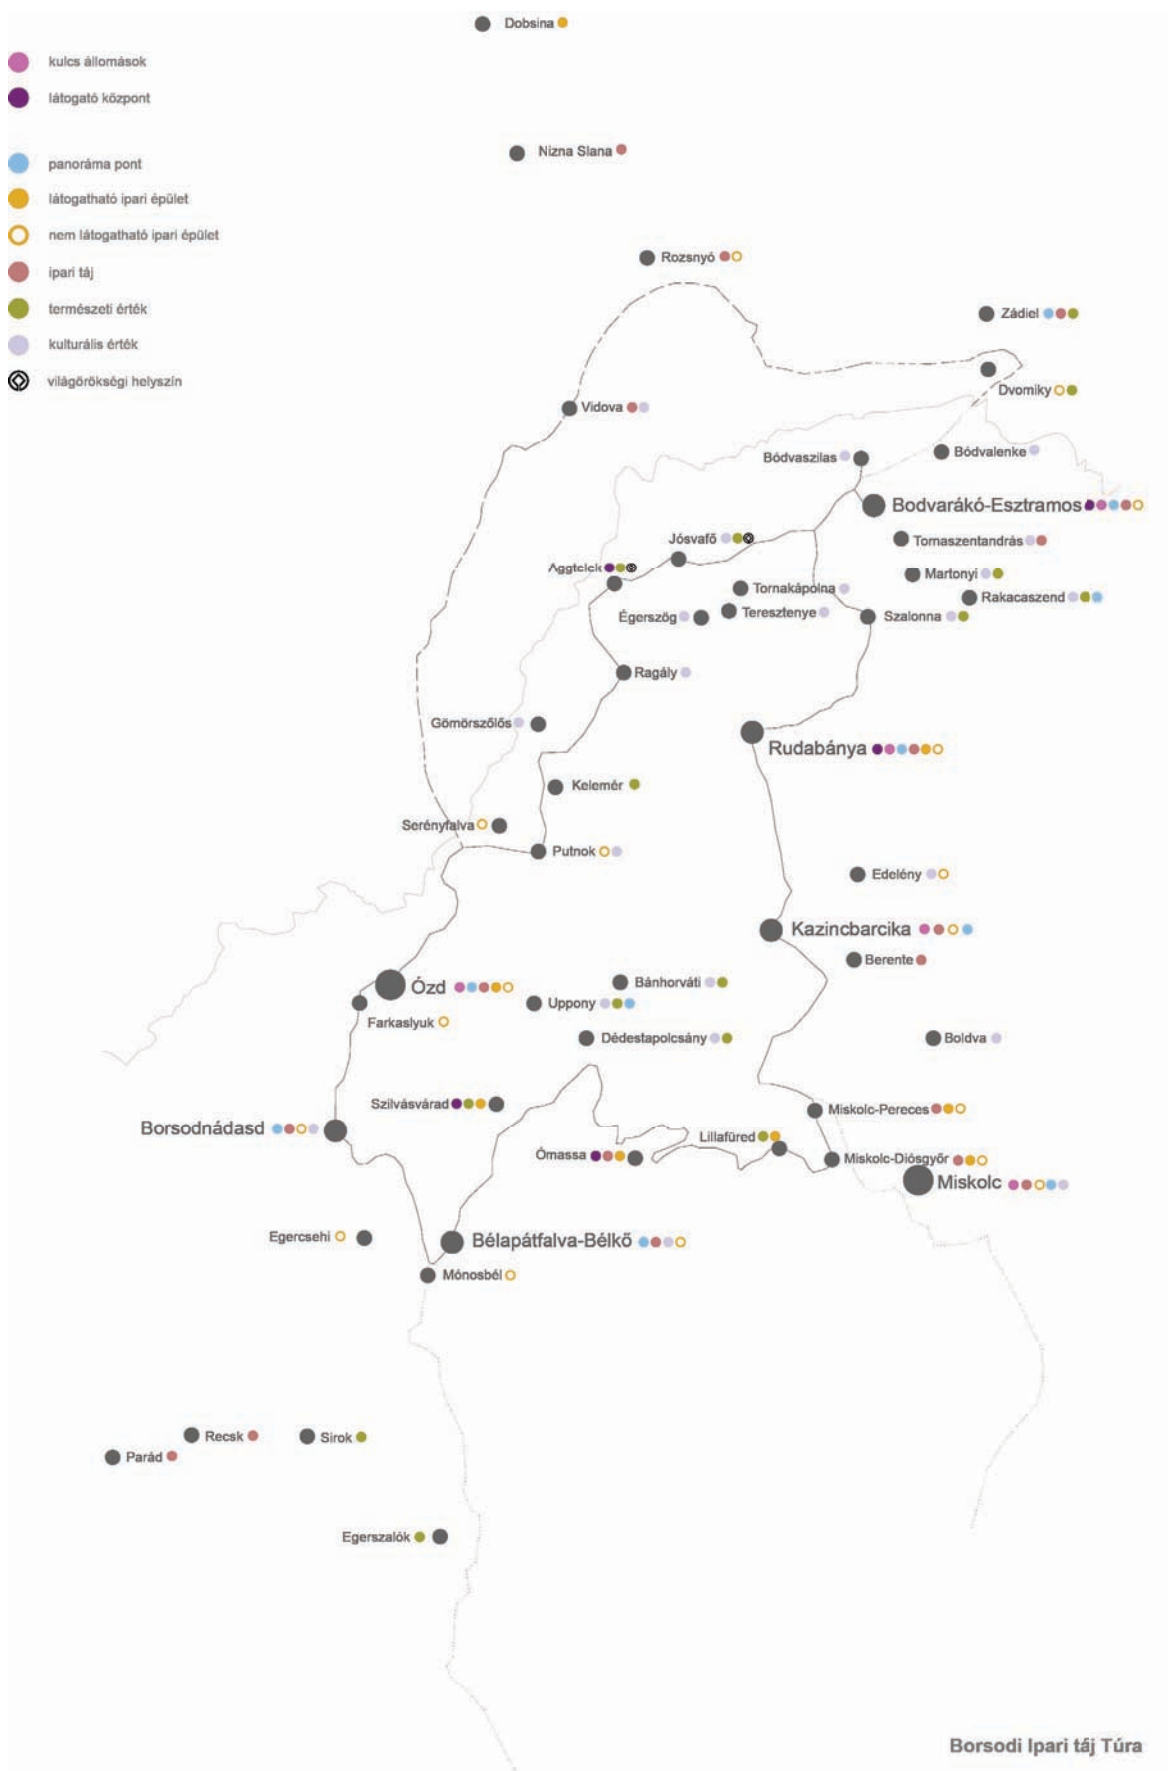 Dobsina
kulcs állomások
látogató központ
Nizna Slana
panoráma pont
látogatható ipari épület
nem látogatható ipari épület
Rozsnyó
ipari táj
természeti érték
Zádiel
kulturális érték
világörökségi helyszín
Dvorniky
Vidova
Bódvaszilas
Bódvalenke
Bodvarákó-Esztramos
Jósvafő
Tornaszentandrás
Aggtelek
Martonyi
Tornakápolna
Rakacaszend
Égerszög
Teresztenye
Szalonna
Ragály
Gömörszőlős
Rudabánya
Kelemér
Serényfalva
Putnok
Edelény
Kazincbarcika
Berente
Ózd
Bánhorváti
Uppony
Farkaslyuk
Dédestapolcsány
Boldva
Szilvásvárad
Borsodnádasd
Miskolc-Pereces
Lillafüred
Ómassa
Miskolc-Diósgyőr
Miskolc
Egercsehi
Bélapátfalva-Bélkő
Mónosbél
Recsk
Sirok
Parád
Egerszalók
Borsodi Ipari táj Túra